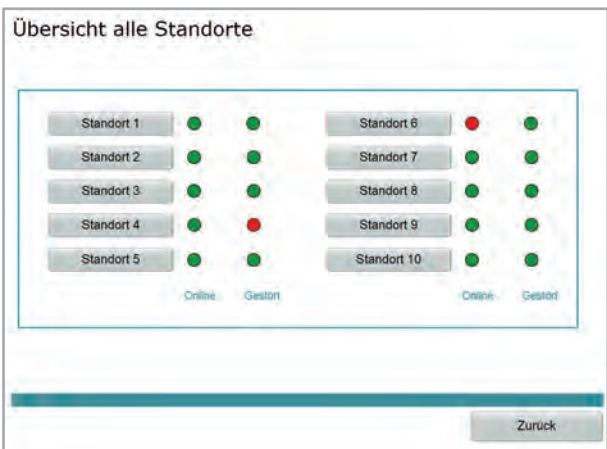 Übersicht alle Standorte
Standort 1
Standort 2
Standort 3
Standort 4
Standort 5
Online Gestört
Standort 6
Standort 7
Standort 8
Standort 9
Standort 10
Online Gestört
Zurück